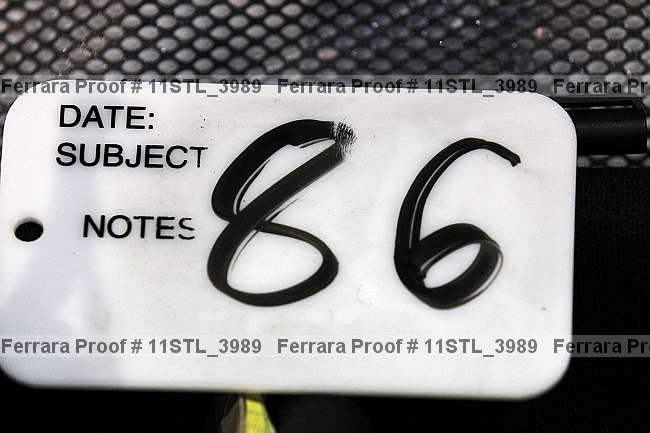 Ferrara Proof # 11STL_3989 Ferrara Proof # 11STL_3989 Ferrara Proof
DATE:
SUBJECT
86
NOTES
Ferrara Proof # 11STL_3989 Ferrara Proof # 11STL_3989 Ferrara Proof